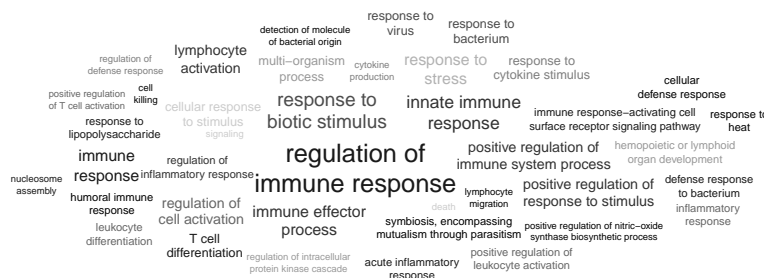 response to
virus
response to
bacterium
detection of molecule
of bacterial origin
lymphocyte
activation
regulation of
defense response
multi−organism
process
cytokine
production
response to
stress
response to
cytokine stimulus
cellular
defense response
positive regulation
of T cell activation
cell
killing
cellular response
to stimulus
signaling
response to
biotic stimulus
innate immune
response
immune response−activating cell
surface receptor signaling pathway
response to
heat
response to
lipopolysaccharide
regulation of
immune response
positive regulation of
immune system process
hemopoietic or lymphoid
organ development
immune
response
regulation of
inflammatory response
nucleosome
assembly
humoral immune
response
regulation of
cell activation
immune effector
process
death
lymphocyte
migration
positive regulation of
response to stimulus
defense response
to bacterium
inflammatory
response
leukocyte
differentiation
T cell
differentiation
symbiosis, encompassing
mutualism through parasitism
positive regulation of nitric−oxide
synthase biosynthetic process
regulation of intracellular
protein kinase cascade
acute inflammatory
response
positive regulation of
leukocyte activation